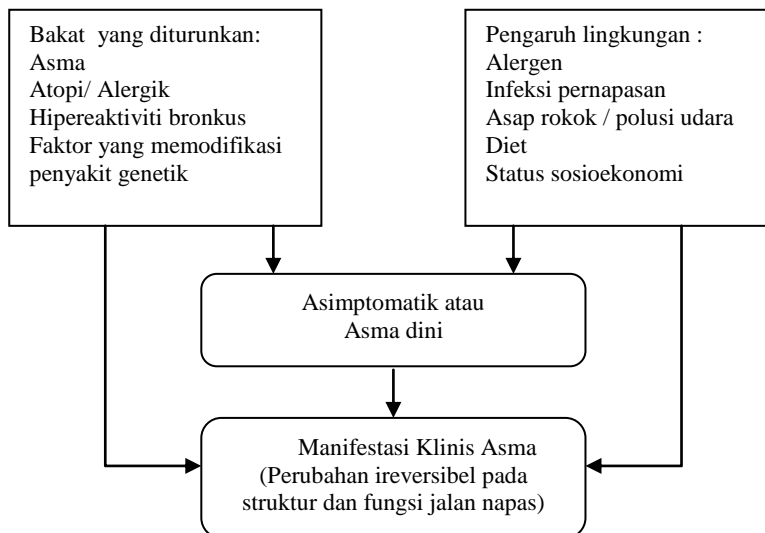 Bakat  yang diturunkan:
Asma
Atopi/ Alergik
Hipereaktiviti bronkus
Faktor yang memodifikasi
penyakit genetik
Pengaruh lingkungan :
Alergen
Infeksi pernapasan
Asap rokok / polusi udara
Diet
Status sosioekonomi
Asimptomatik atau
Asma dini
Manifestasi Klinis Asma
(Perubahan ireversibel pada
struktur dan fungsi jalan napas)